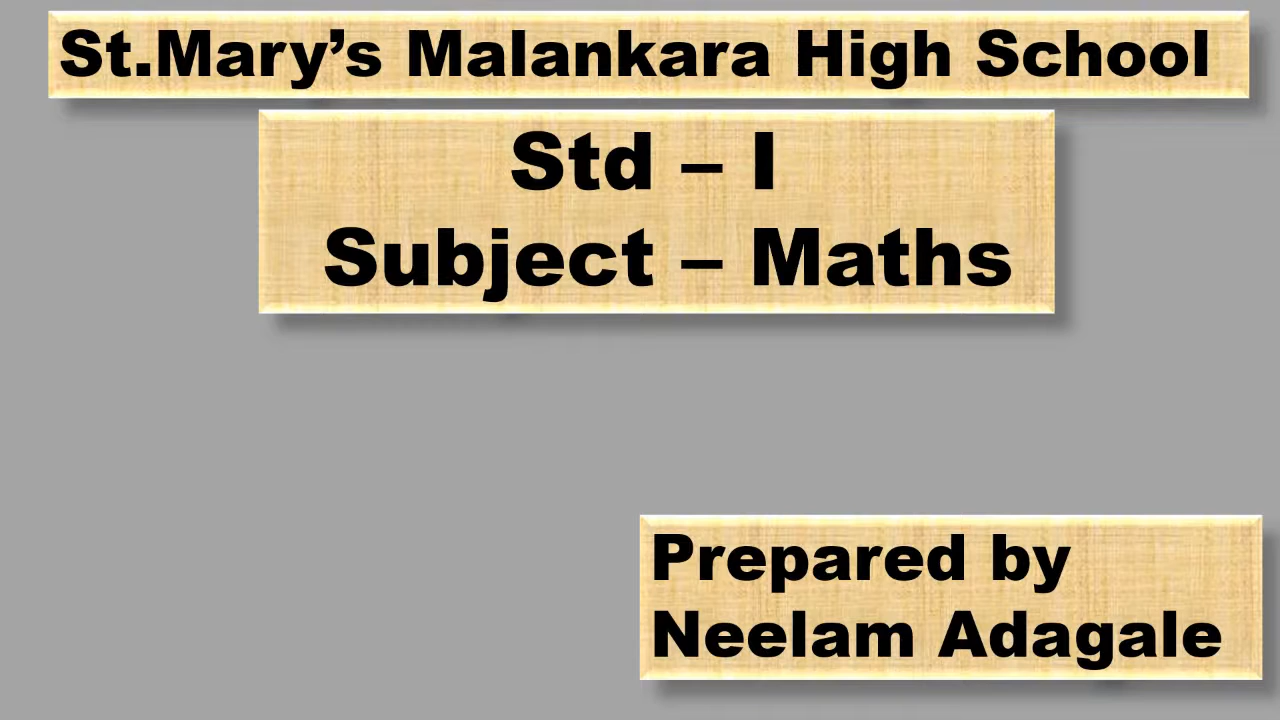 St.Mary’s Malankara High School
Std – I
Subject – Maths
Prepared by
Neelam Adagale